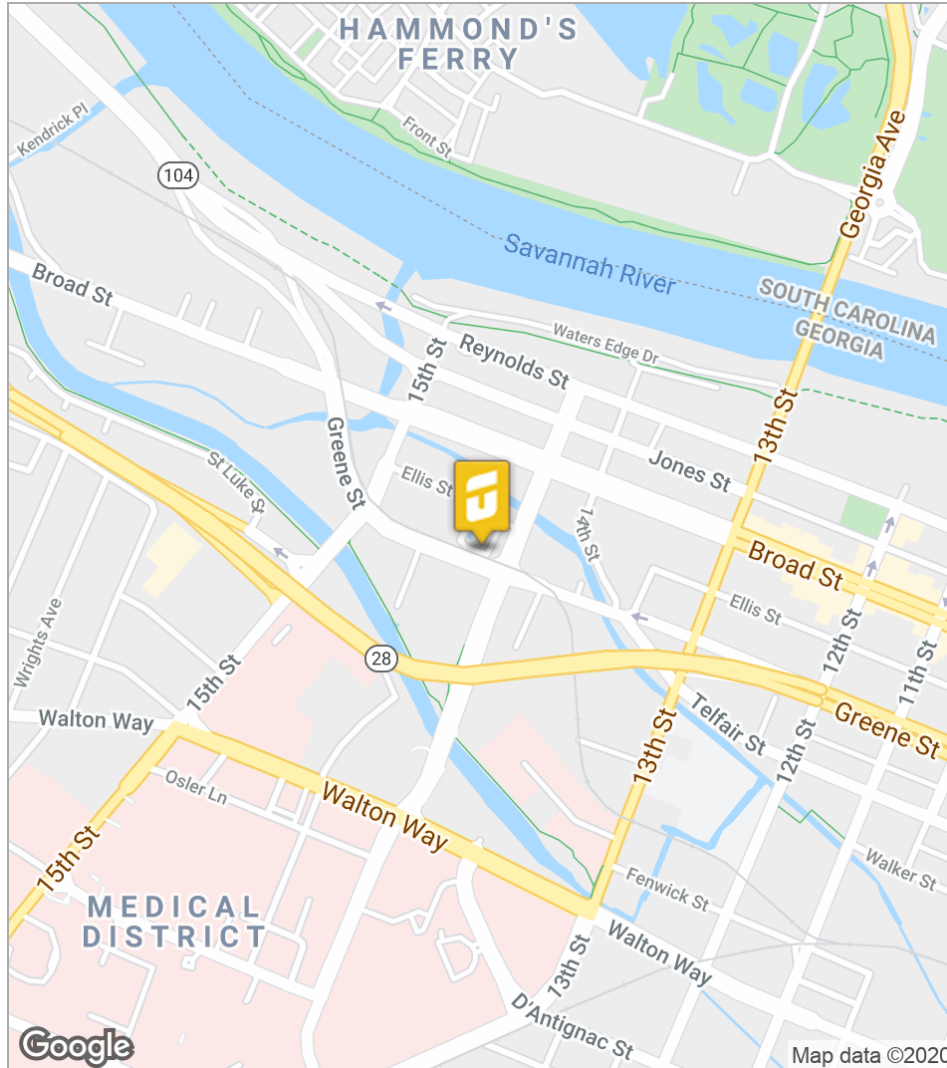 HAMMOND'S
FERRY
Kendrick Pl
Front St
104
Georgia Ave
Savannah River
Broad St
SOUTH CAROLINA
GEORGIA
Waters Edge Dr
Reynolds St
15th St
13th St
Greene St
Jones St
St Luke St
Ellis St
14th St
Broad St
Ellis St
Wrights Ave
12th St
11th St
28
15th St
Telfair St
Greene St
Walton Way
13th St
12th St
Osler Ln
Walton Way
15th St
Walker St
Fenwick St
MEDICAL
DISTRICT
Walton Way
13th St
D'Antignac St
Google
Map data ©2020